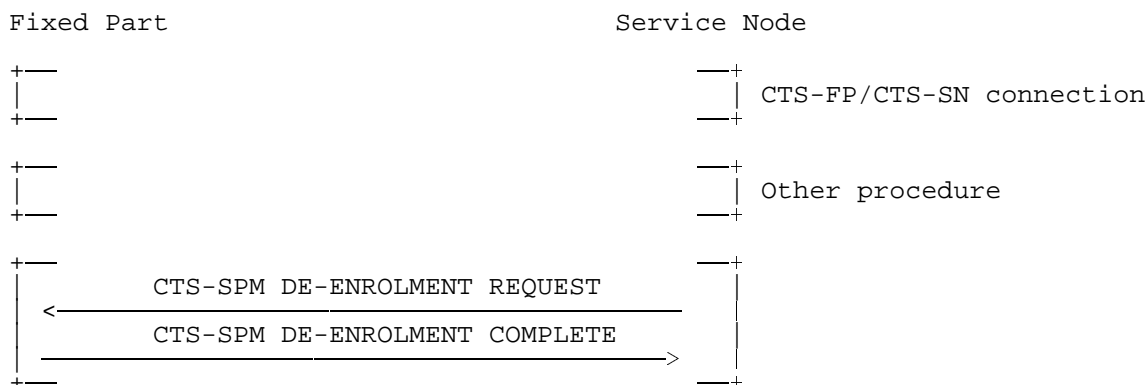 Fixed Part Service Node
CTS-FP/CTS-SN connection
Other procedure
CTS-SPM DE-ENROLMENT REQUEST
CTS-SPM DE-ENROLMENT COMPLETE